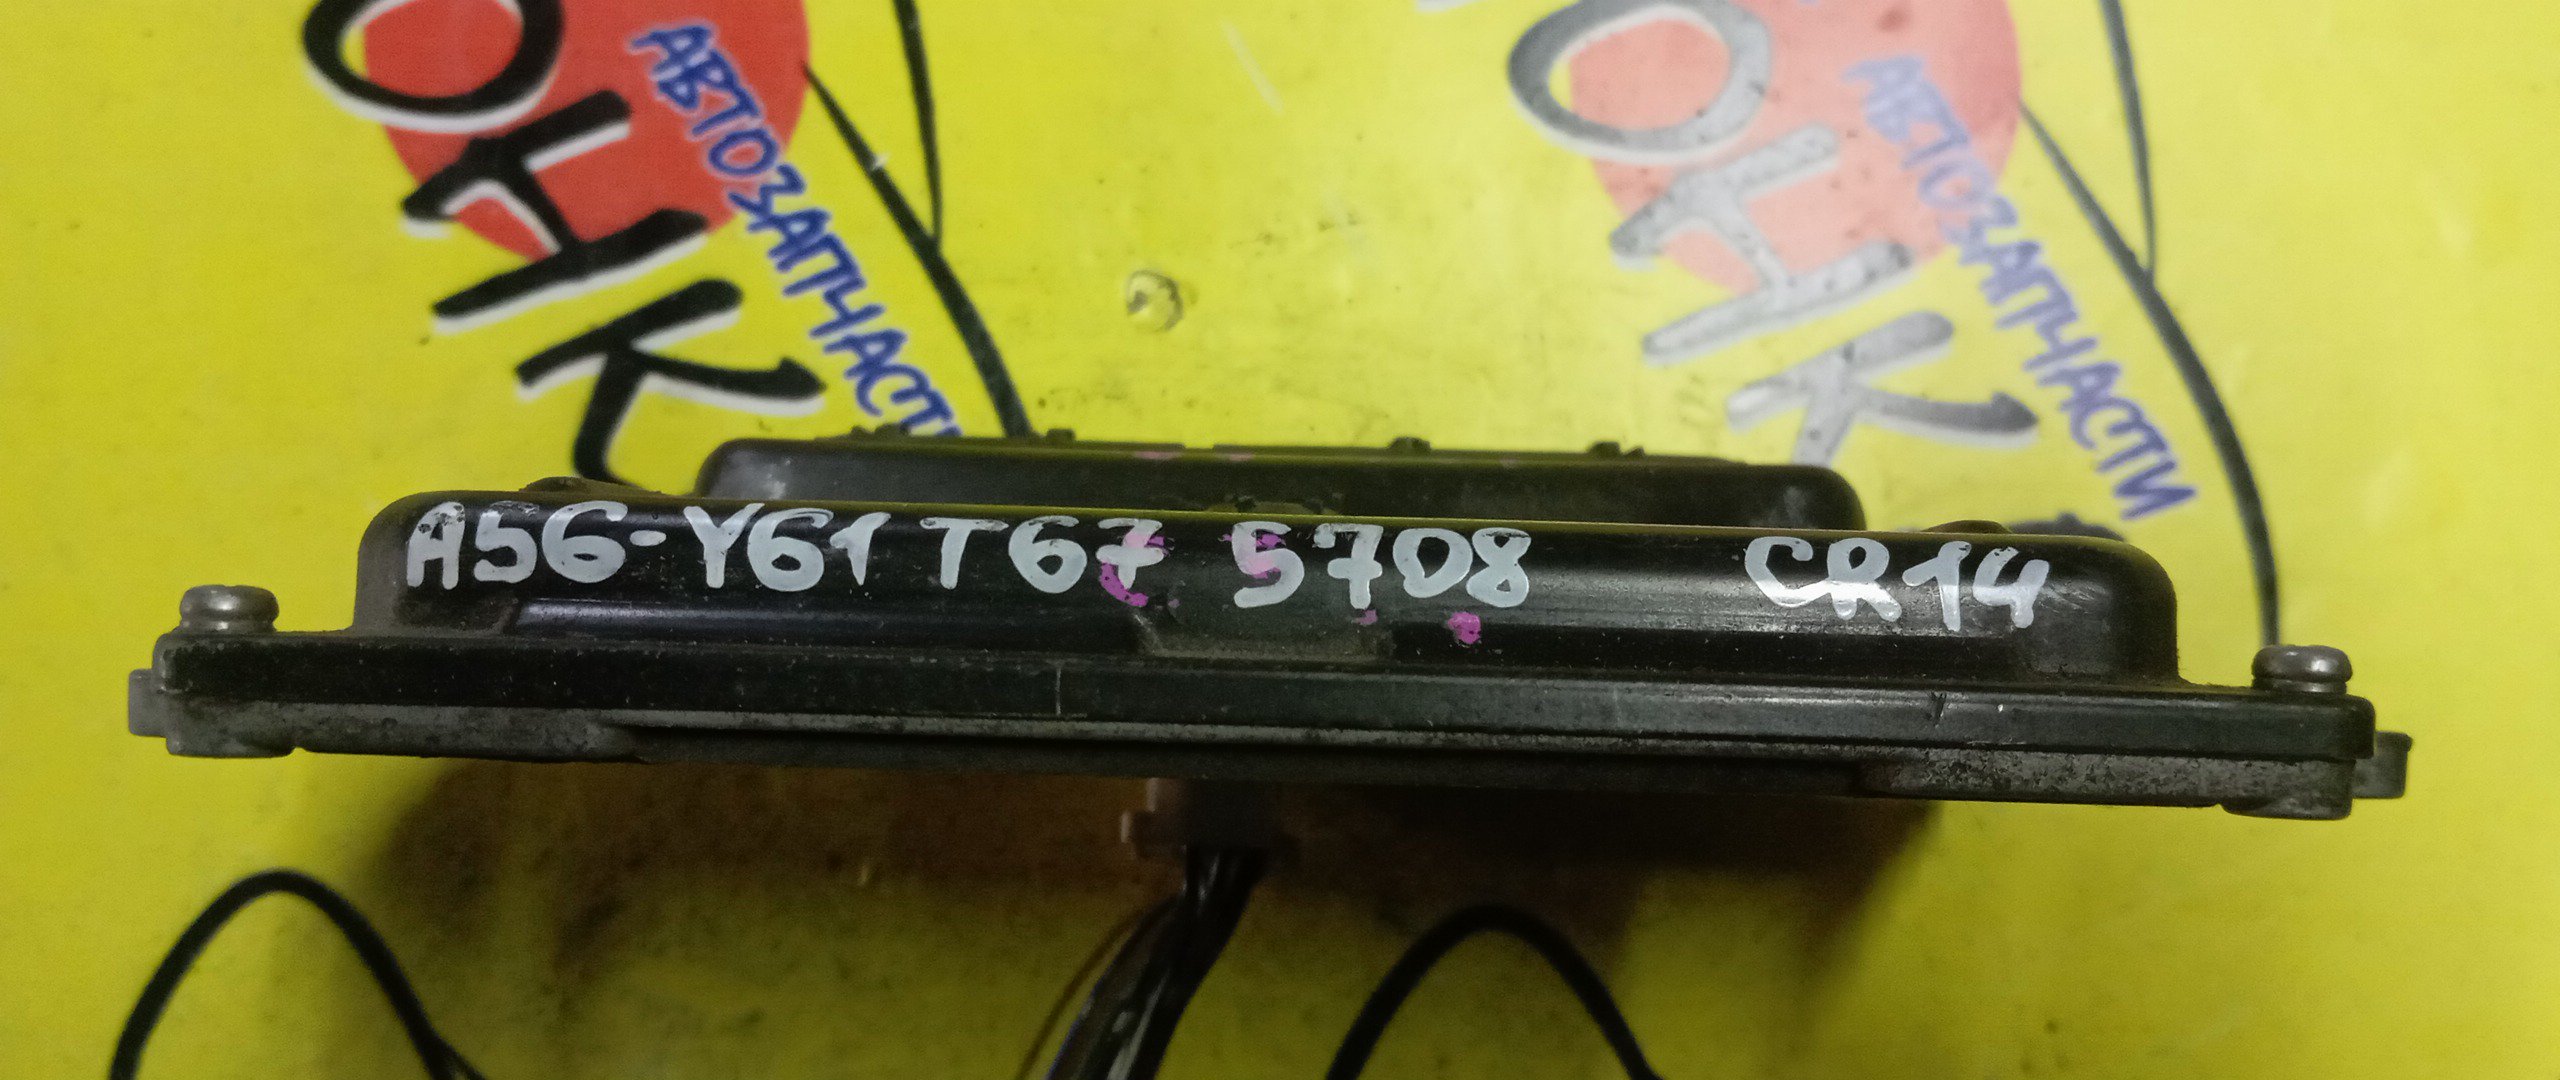 ОНК
АВТОЗАПЧАСТИ
ОНК
АВТОЗАПЧАСТИ
A56-Y61 T67 5708 CR14